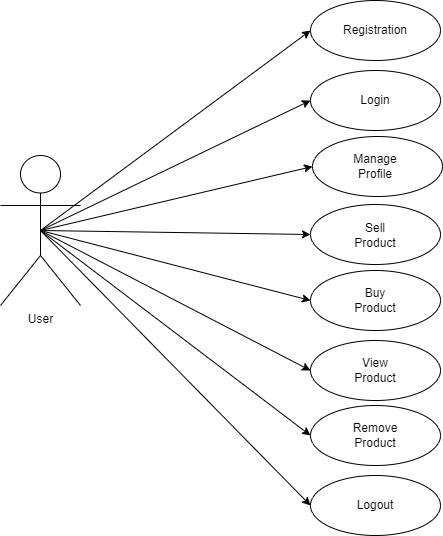 Registration
Login
Manage
Profile
Sell
Product
Buy
Product
User
View
Product
Remove
Product
Logout